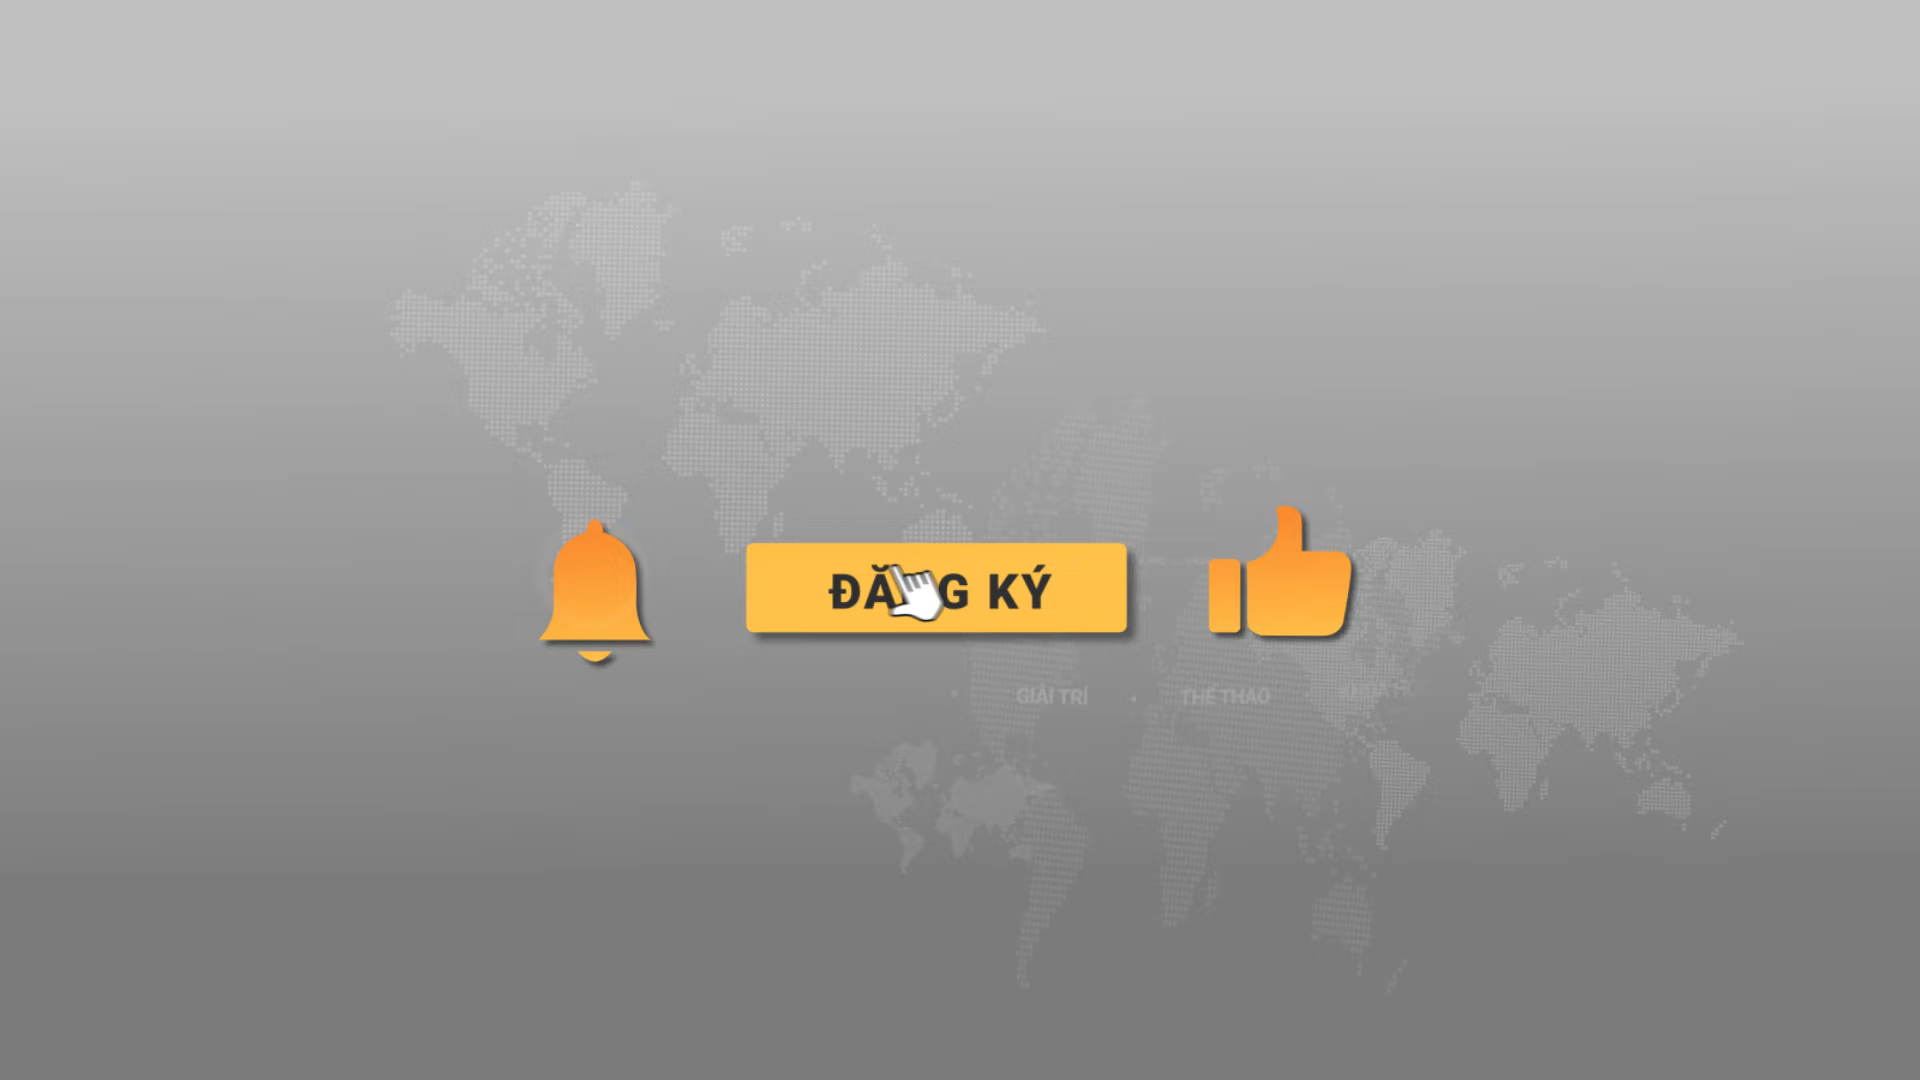 ĐĂNG KÝ
GIẢI TRÍ • THỂ THAO